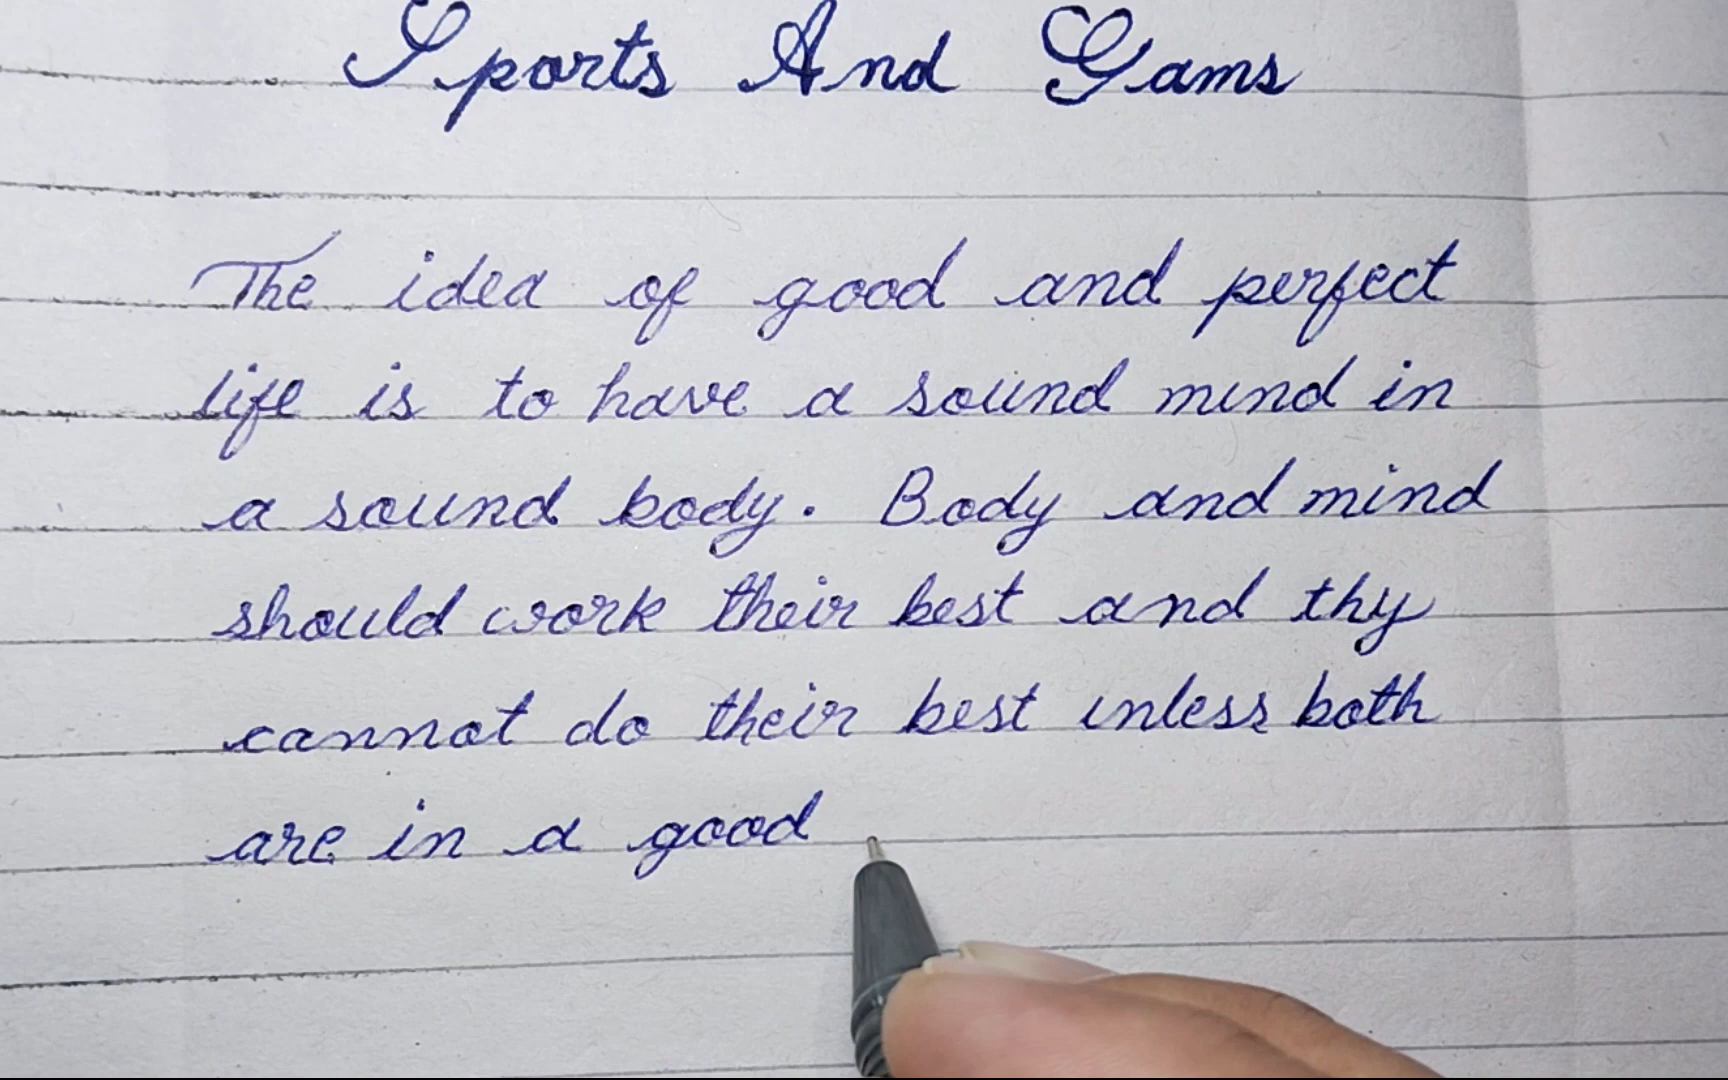 Sports And Gams
The idea of good and perfect
life is to have a sound mind in
a sound body. Body and mind
should work their best and thy
cannot do their best unless both
are in a good